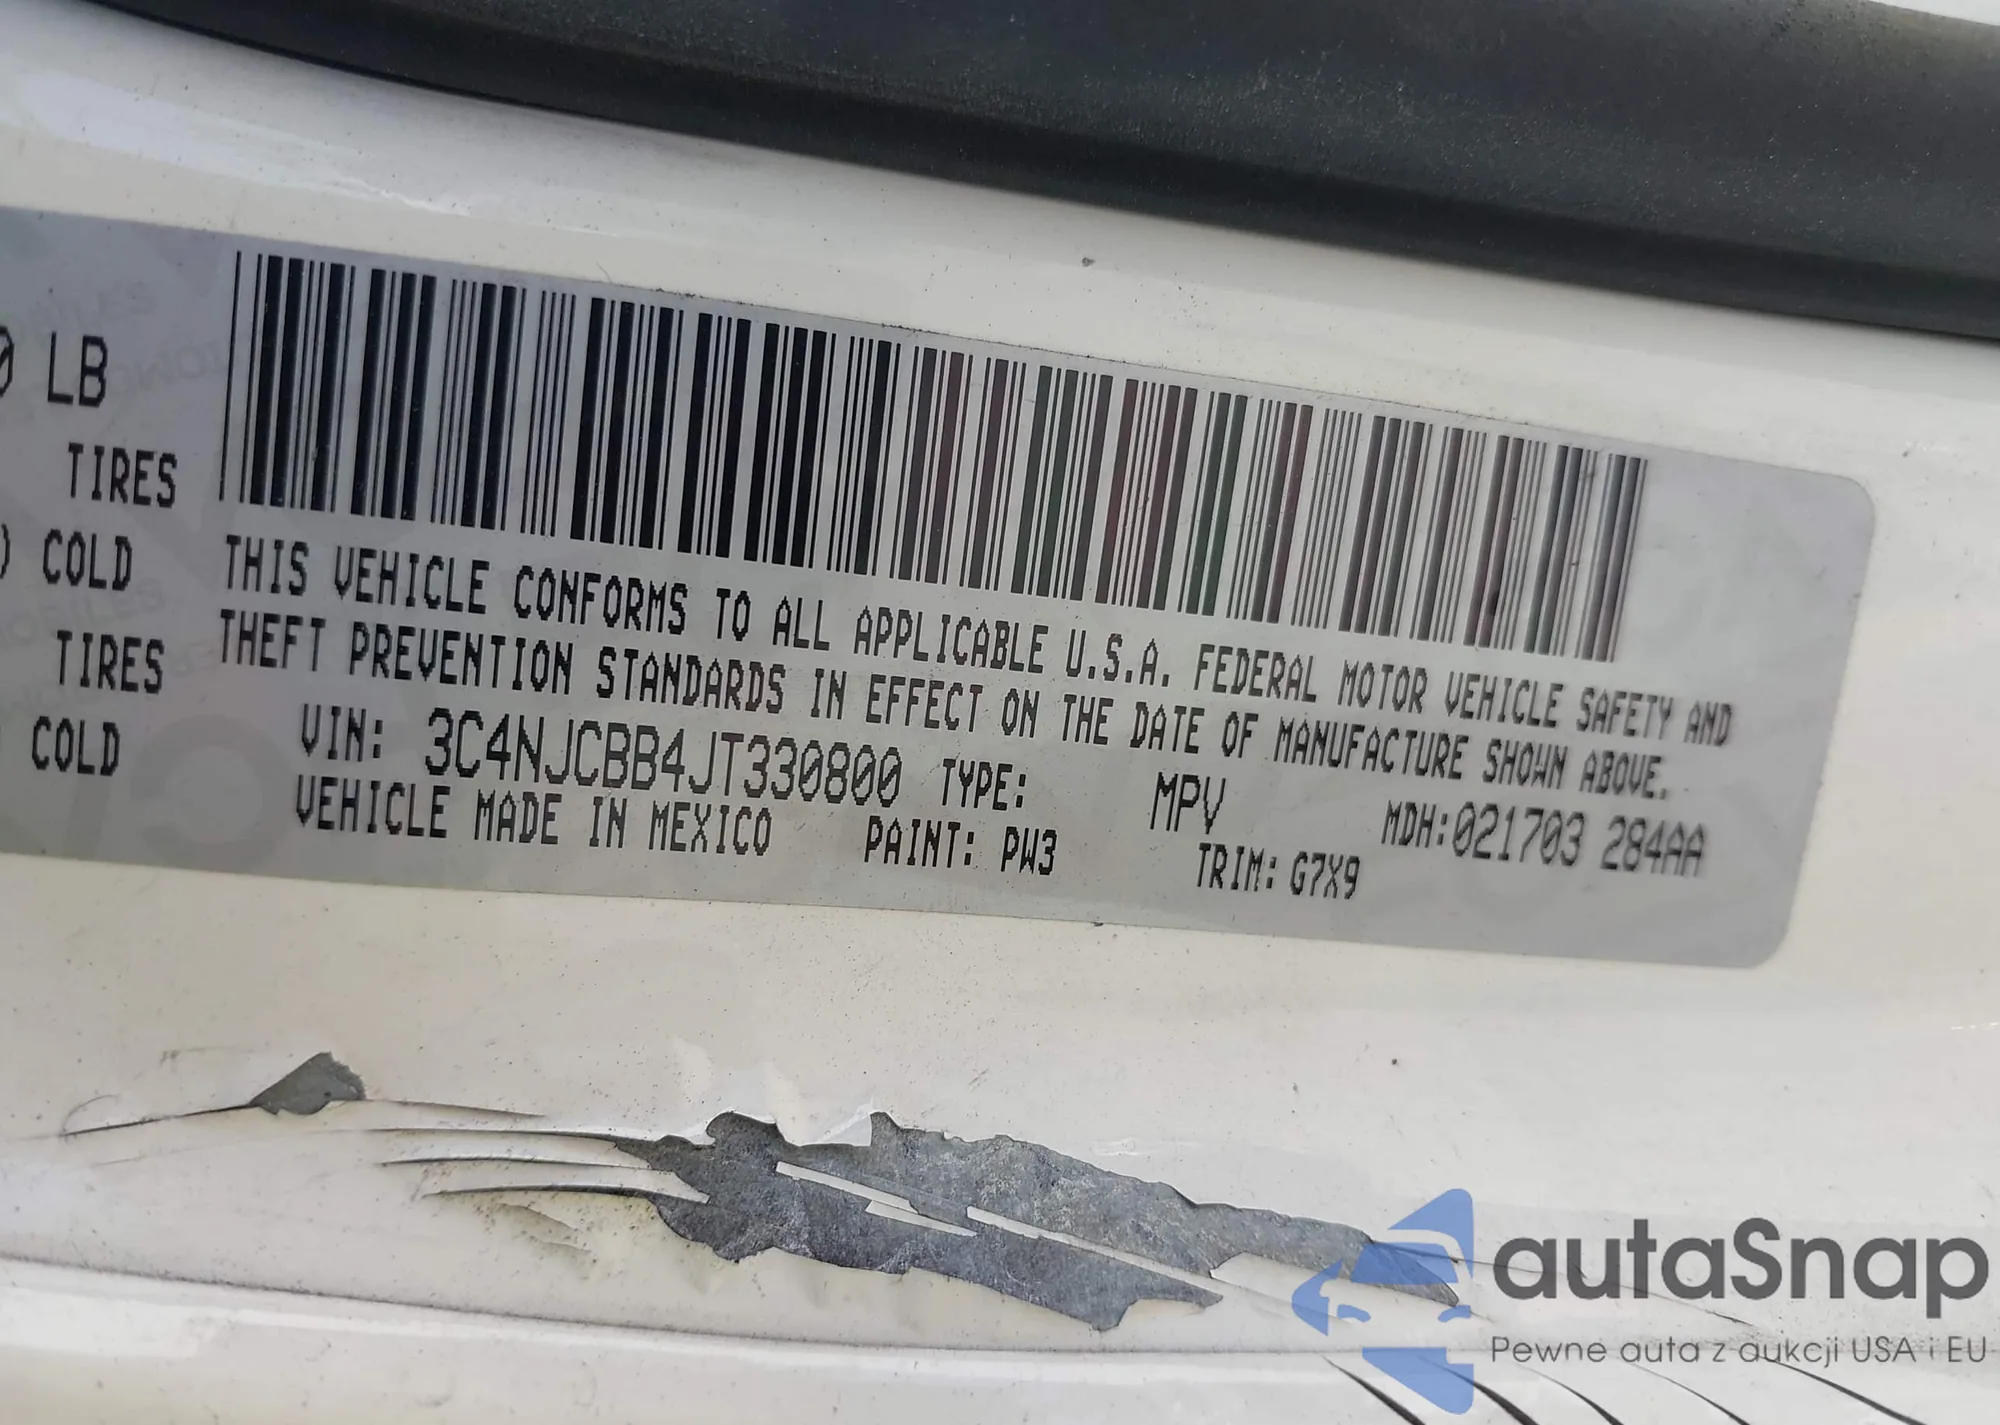 LB
TIRES
COLD
TIRES
COLD
THIS VEHICLE CONFORMS TO ALL APPLICABLE U.S.A. FEDERAL MOTOR VEHICLE SAFETY AND
THEFT PREVENTION STANDARDS IN EFFECT ON THE DATE OF MANUFACTURE SHOWN ABOVE.
VIN: 3C4NJCBB4JT330800 TYPE: MPV MDH:021703 284AA
VEHICLE MADE IN MEXICO PAINT: PW3 TRIM: G7X9
autaSnap
Pewne auta z aukcji USA i EU